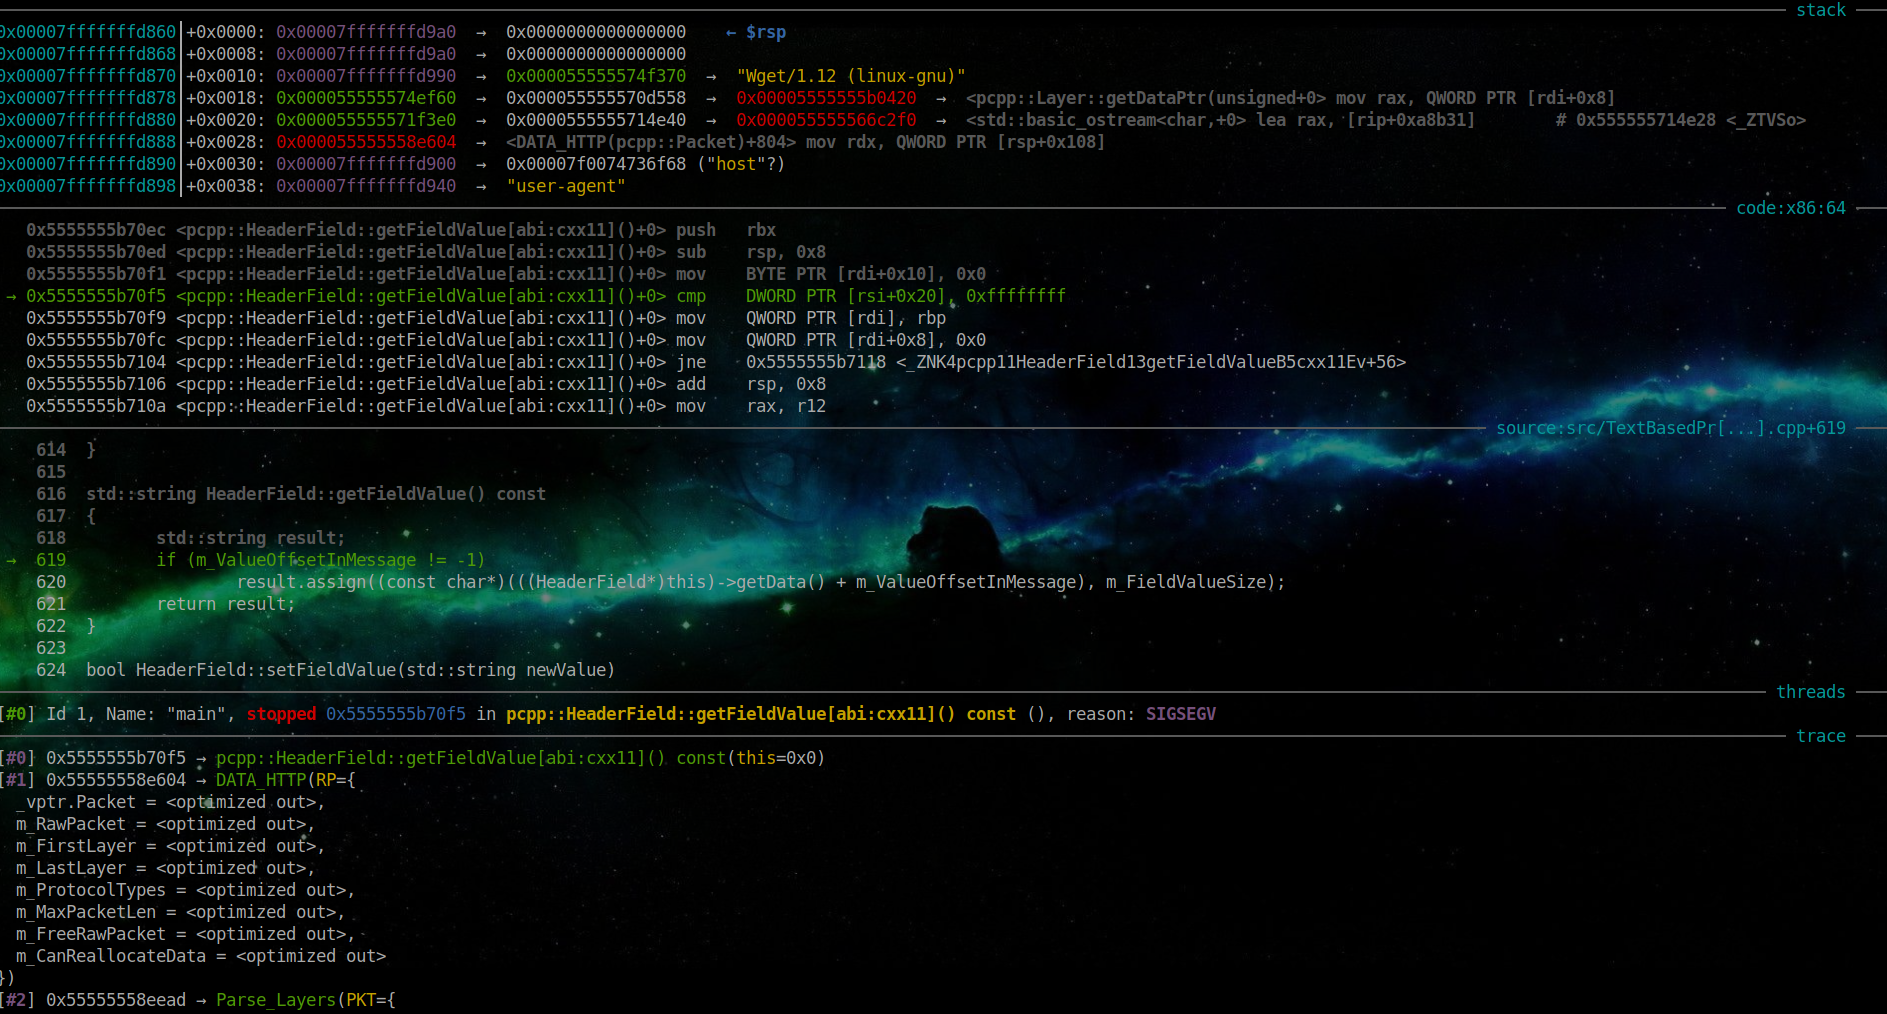 stack
0x00007fffffffd860│+0x0000: 0x00007fffffffd9a0  →  0x0000000000000000    ← $rsp
0x00007fffffffd868│+0x0008: 0x00007fffffffd9a0  →  0x0000000000000000
0x00007fffffffd870│+0x0010: 0x00007fffffffd990  →  0x000055555574f370  →  "Wget/1.12 (linux-gnu)"
0x00007fffffffd878│+0x0018: 0x000055555574ef60  →  0x000055555570d558  →  0x00005555555b0420  →  <pcpp::Layer::getDataPtr(unsigned+0> mov rax, QWORD PTR [rdi+0x8]
0x00007fffffffd880│+0x0020: 0x000055555571f3e0  →  0x0000555555714e40  →  0x000055555566c2f0  →  <std::basic_ostream<char,+0> lea rax, [rip+0xa8b31]        # 0x555555714e28 <_ZTVSo>
0x00007fffffffd888│+0x0028: 0x000055555558e604  →  <DATA_HTTP(pcpp::Packet)+804> mov rdx, QWORD PTR [rsp+0x108]
0x00007fffffffd890│+0x0030: 0x00007fffffffd900  →  0x00007f0074736f68 ("host"?)
0x00007fffffffd898│+0x0038: 0x00007fffffffd940  →  "user-agent"
code:x86:64
0x5555555b70ec <pcpp::HeaderField::getFieldValue[abi:cxx11]()+0> push   rbx
0x5555555b70ed <pcpp::HeaderField::getFieldValue[abi:cxx11]()+0> sub    rsp, 0x8
0x5555555b70f1 <pcpp::HeaderField::getFieldValue[abi:cxx11]()+0> mov    BYTE PTR [rdi+0x10], 0x0
→ 0x5555555b70f5 <pcpp::HeaderField::getFieldValue[abi:cxx11]()+0> cmp    DWORD PTR [rsi+0x20], 0xffffffff
0x5555555b70f9 <pcpp::HeaderField::getFieldValue[abi:cxx11]()+0> mov    QWORD PTR [rdi], rbp
0x5555555b70fc <pcpp::HeaderField::getFieldValue[abi:cxx11]()+0> mov    QWORD PTR [rdi+0x8], 0x0
0x5555555b7104 <pcpp::HeaderField::getFieldValue[abi:cxx11]()+0> jne    0x5555555b7118 <_ZNK4pcpp11HeaderField13getFieldValueB5cxx11Ev+56>
0x5555555b7106 <pcpp::HeaderField::getFieldValue[abi:cxx11]()+0> add    rsp, 0x8
0x5555555b710a <pcpp::HeaderField::getFieldValue[abi:cxx11]()+0> mov    rax, r12
source:src/TextBasedPr[...].cpp+619
614  }
615
616  std::string HeaderField::getFieldValue() const
617  {
618         std::string result;
→ 619         if (m_ValueOffsetInMessage != -1)
620                 result.assign((const char*)(((HeaderField*)this)->getData() + m_ValueOffsetInMessage), m_FieldValueSize);
621         return result;
622  }
623
624  bool HeaderField::setFieldValue(std::string newValue)
threads
[#0] Id 1, Name: "main", stopped 0x5555555b70f5 in pcpp::HeaderField::getFieldValue[abi:cxx11]() const (), reason: SIGSEGV
trace
[#0] 0x5555555b70f5 → pcpp::HeaderField::getFieldValue[abi:cxx11]() const(this=0x0)
[#1] 0x55555558e604 → DATA_HTTP(RP={
_vptr.Packet = <optimized out>,
m_RawPacket = <optimized out>,
m_FirstLayer = <optimized out>,
m_LastLayer = <optimized out>,
m_ProtocolTypes = <optimized out>,
m_MaxPacketLen = <optimized out>,
m_FreeRawPacket = <optimized out>,
m_CanReallocateData = <optimized out>
})
[#2] 0x55555558eead → Parse_Layers(PKT={